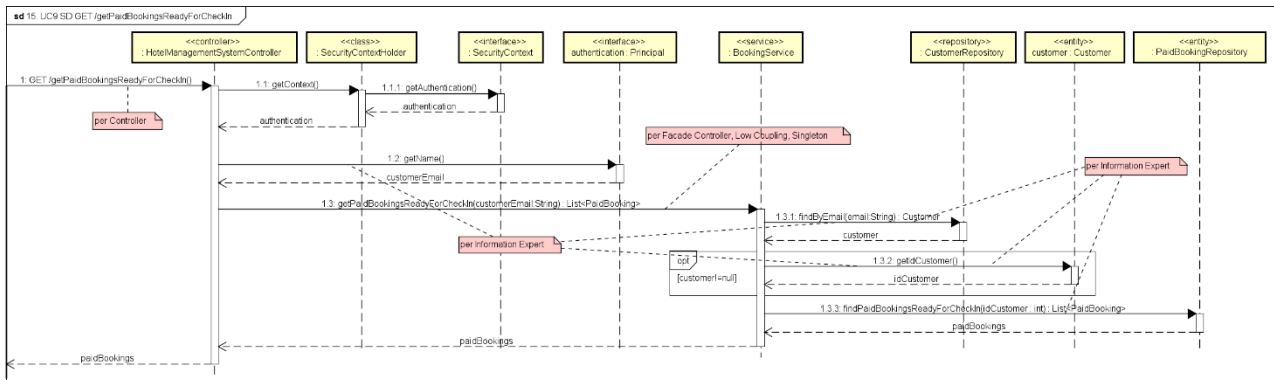 sd 15. UC9 SD GET /getPaidBookingsReadyForCheckIn
<<controller>>
: HotelManagementSystemController
<<class>>
: SecurityContextHolder
<<interface>>
: SecurityContext
<<interface>>
authentication : Principal
<<service>>
: BookingService
<<repository>>
: CustomerRepository
<<entity>>
customer : Customer
<<entity>>
: PaidBookingRepository
1: GET /getPaidBookingsReadyForCheckIn()
1.1: getContext()
1.1.1: getAuthentication()
authentication
per Controller
authentication
per Facade Controller, Low Coupling, Singleton
1.2: getName()
per Information Expert
customerEmail
1.3: getPaidBookingsReadyForCheckIn(customerEmail:String) : List<PaidBooking>
1.3.1: findByEmail(email:String) : Customer
customer
per Information Expert
opt
1.3.2: getIdCustomer()
[customer!=null]
idCustomer
1.3.3: findPaidBookingsReadyForCheckIn(idCustomer : int) : List<PaidBooking>
paidBookings
paidBookings
paidBookings